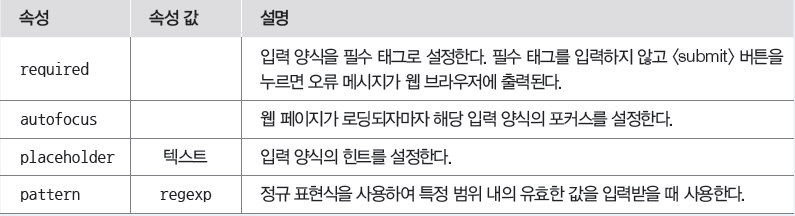 속성 속성 값 설명
required 입력 양식을 필수 태그로 설정한다. 필수 태그를 입력하지 않고 <submit> 버튼을
누르면 오류 메시지가 웹 브라우저에 출력된다.
autofocus 웹 페이지가 로딩되자마자 해당 입력 양식의 포커스를 설정한다.
placeholder 텍스트 입력 양식의 힌트를 설정한다.
pattern regexp 정규 표현식을 사용하여 특정 범위 내의 유효한 값을 입력받을 때 사용한다.